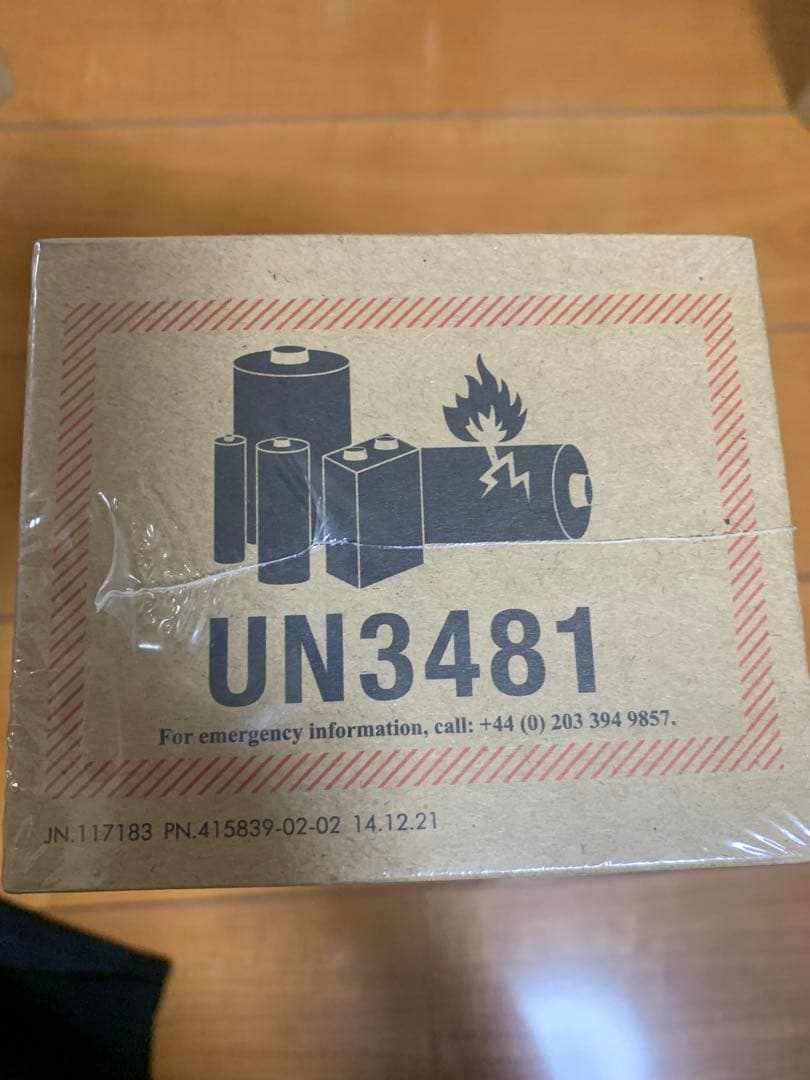 UN3481
For emergency information, call: +44 (0) 203 394 9857.
JN.117183 PN.415839-02-02 14.12.21